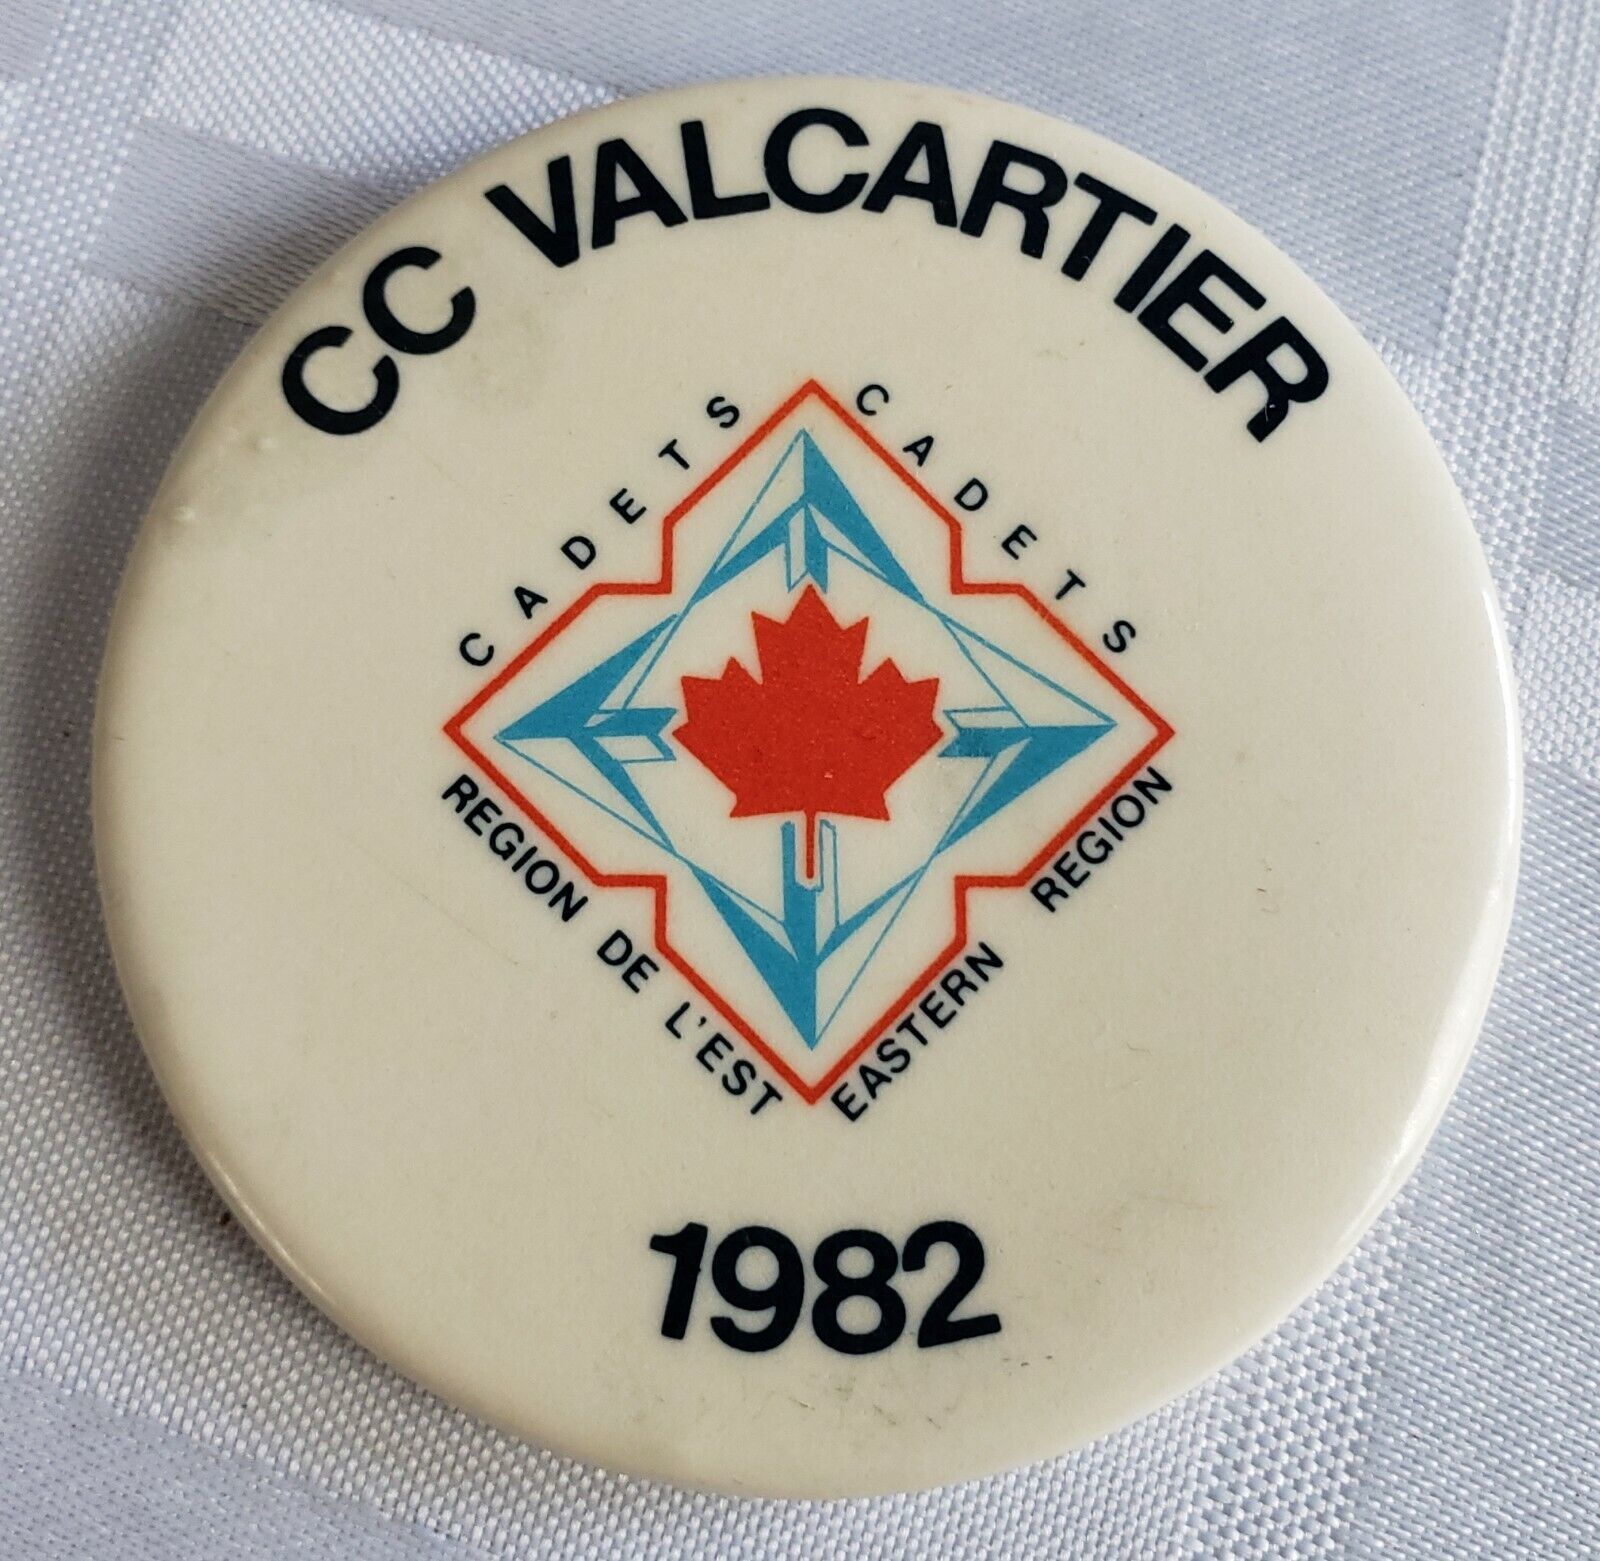 CC VALCARTIER
CADETS CADETS
REGION DE L'EST
EASTERN REGION
1982